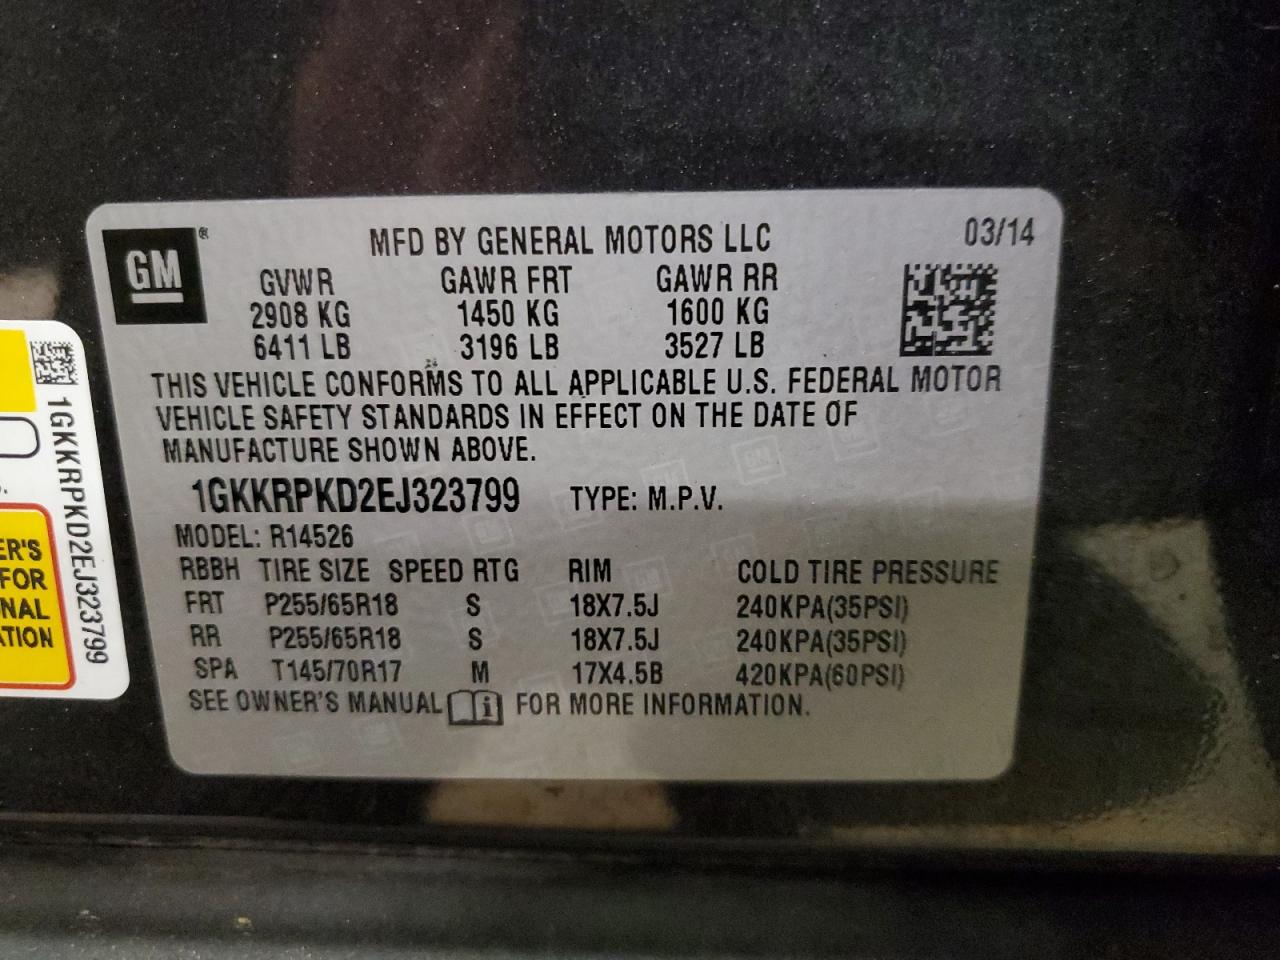 GM ®
MFD BY GENERAL MOTORS LLC 03/14
GVWR GAWR FRT GAWR RR
2908 KG 1450 KG 1600 KG
6411 LB 3196 LB 3527 LB
THIS VEHICLE CONFORMS TO ALL APPLICABLE U.S. FEDERAL MOTOR
VEHICLE SAFETY STANDARDS IN EFFECT ON THE DATE OF
MANUFACTURE SHOWN ABOVE.
1GKKRPKD2EJ323799 TYPE: M.P.V.
MODEL: R14526
RBBH TIRE SIZE SPEED RTG RIM COLD TIRE PRESSURE
FRT P255/65R18 S 18X7.5J 240KPA(35PSI)
RR P255/65R18 S 18X7.5J 240KPA(35PSI)
SPA T145/70R17 M 17X4.5B 420KPA(60PSI)
SEE OWNER'S MANUAL i FOR MORE INFORMATION.
1GKKRPKD2EJ323799
ER'S
FOR
NAL
ATION